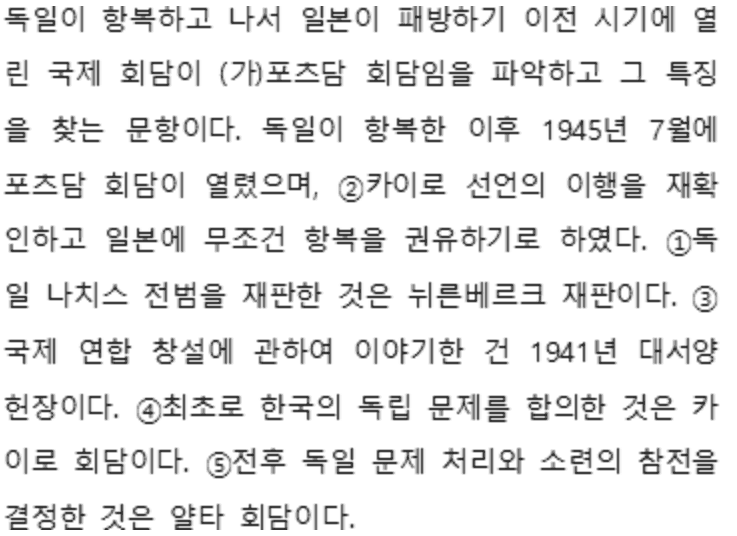 독일이 항복하고 나서 일본이 패방하기 이전 시기에 열
린 국제 회담이 (가)포츠담 회담임을 파악하고 그 특징
을 찾는 문항이다. 독일이 항복한 이후 1945년 7월에
포츠담 회담이 열렸으며, ②카이로 선언의 이행을 재확
인하고 일본에 무조건 항복을 권유하기로 하였다. ①독
일 나치스 전범을 재판한 것은 뉘른베르크 재판이다. ③
국제 연합 창설에 관하여 이야기한 건 1941년 대서양
헌장이다. ④최초로 한국의 독립 문제를 합의한 것은 카
이로 회담이다. ⑤전후 독일 문제 처리와 소련의 참전을
결정한 것은 얄타 회담이다.